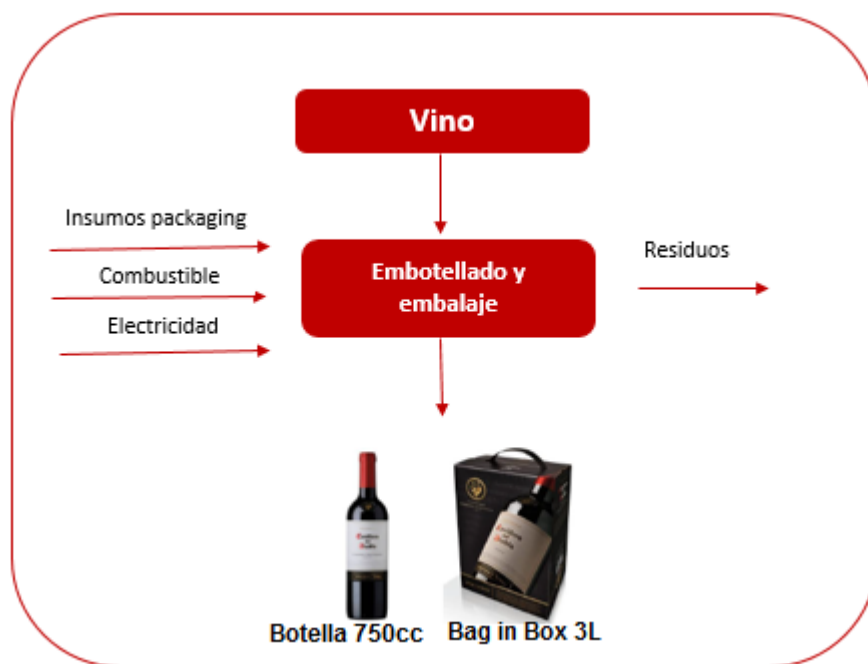 Vino
Insumos packaging
Combustible
Electricidad
Embotellado y
embalaje
Residuos
Botella 750cc
Bag in Box 3L